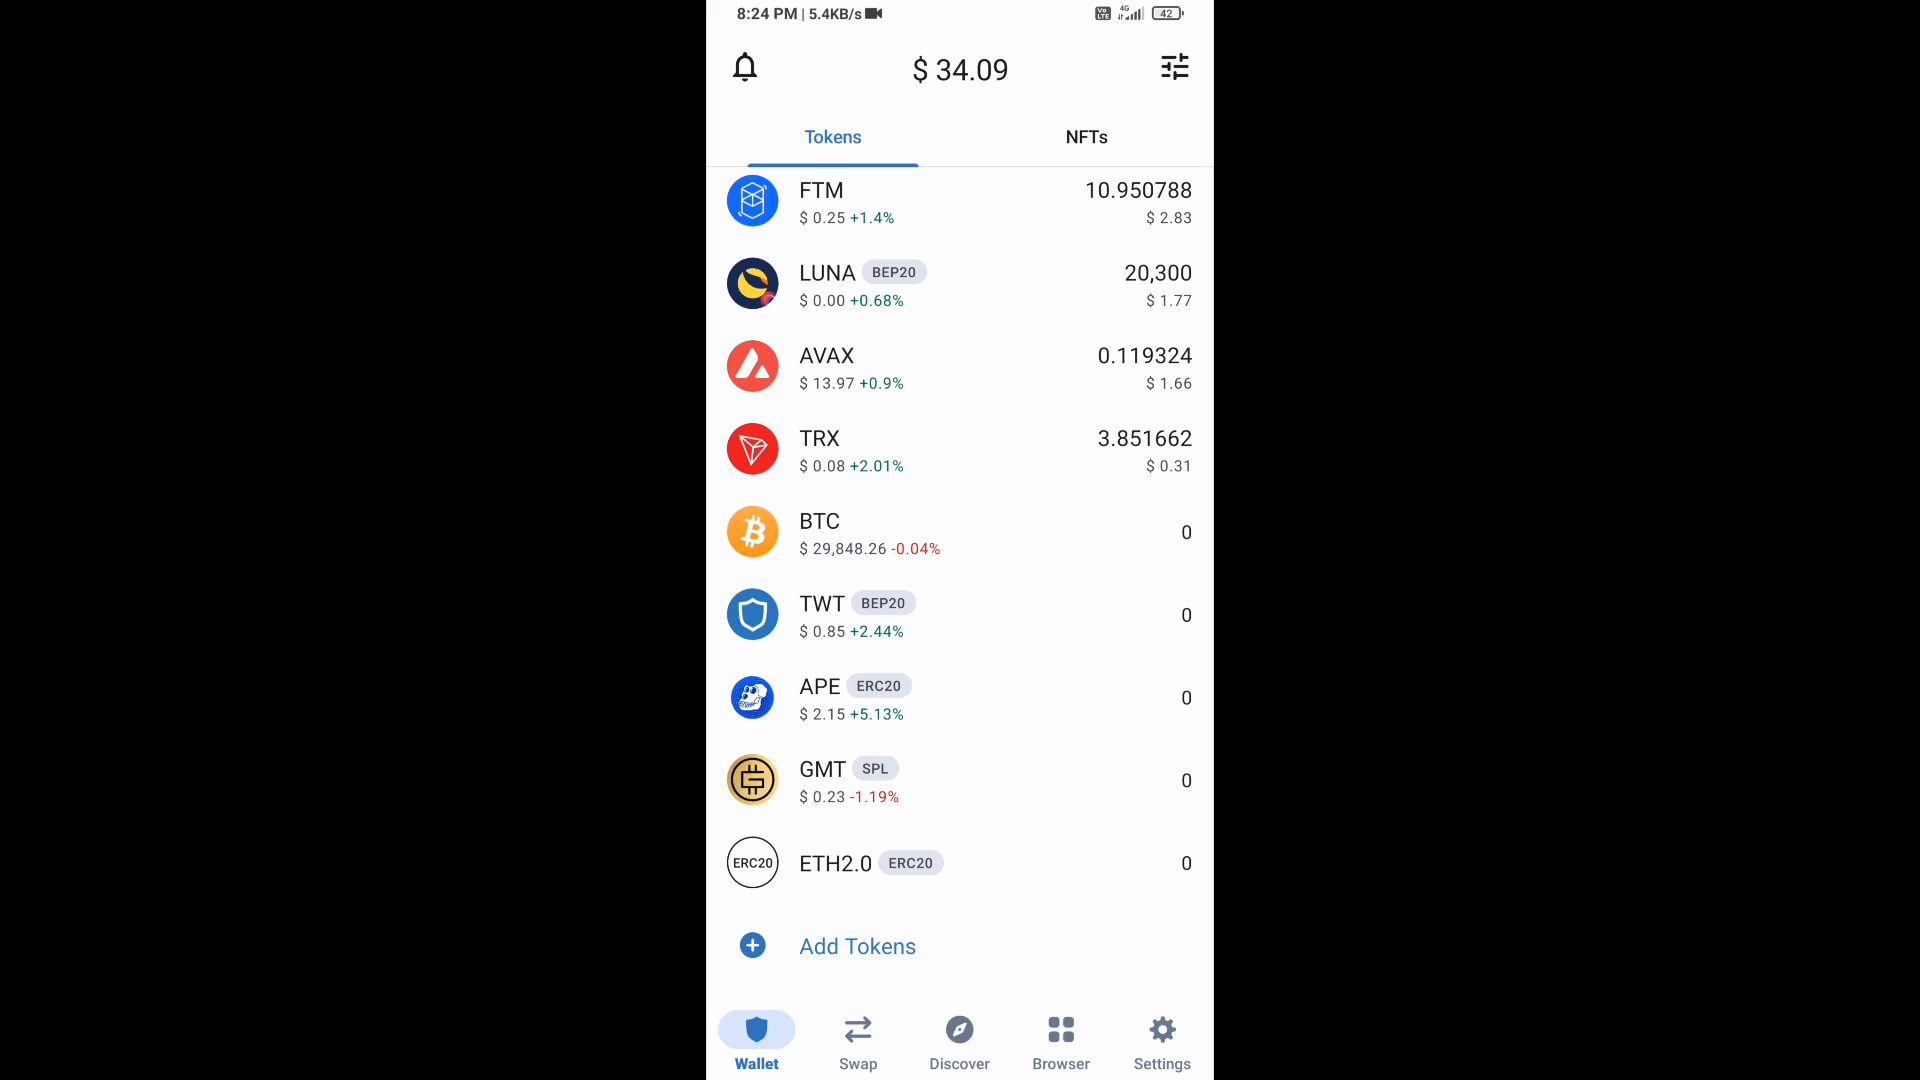 8:24 PM | 5.4KB/s
Vo LTE 4G 42
$ 34.09
Tokens NFTs
FTM 10.950788
$ 0.25 +1.4% $ 2.83
LUNA BEP20 20,300
$ 0.00 +0.68% $ 1.77
AVAX 0.119324
$ 13.97 +0.9% $ 1.66
TRX 3.851662
$ 0.08 +2.01% $ 0.31
BTC 0
$ 29,848.26 -0.04%
TWT BEP20 0
$ 0.85 +2.44%
APE ERC20 0
$ 2.15 +5.13%
GMT SPL 0
$ 0.23 -1.19%
ERC20 ETH2.0 ERC20 0
Add Tokens
Wallet Swap Discover Browser Settings